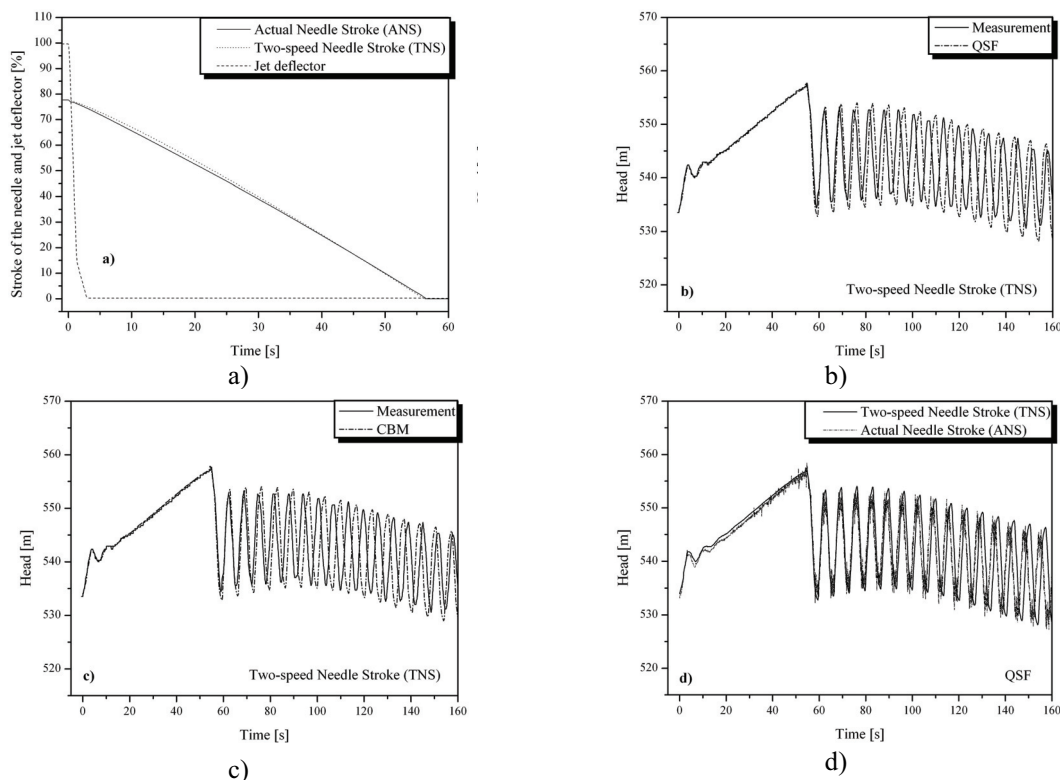 110
100
90
80
70
60
50
40
30
20
10
0
Stroke of the needle and jet deflector [%]
Actual Needle Stroke (ANS)
Two-speed Needle Stroke (TNS)
Jet deflector
a)
0 10 20 30 40 50 60
Time [s]
a)
570
560
550
540
530
520
Head [m]
Measurement
QSF
b)
Two-speed Needle Stroke (TNS)
0 20 40 60 80 100 120 140 160
Time [s]
b)
570
560
550
540
530
520
Head [m]
Measurement
CBM
c)
Two-speed Needle Stroke (TNS)
0 20 40 60 80 100 120 140 160
Time [s]
c)
570
560
550
540
530
520
Head [m]
Two-speed Needle Stroke (TNS)
Actual Needle Stroke (ANS)
d)
QSF
0 20 40 60 80 100 120 140 160
Time [s]
d)